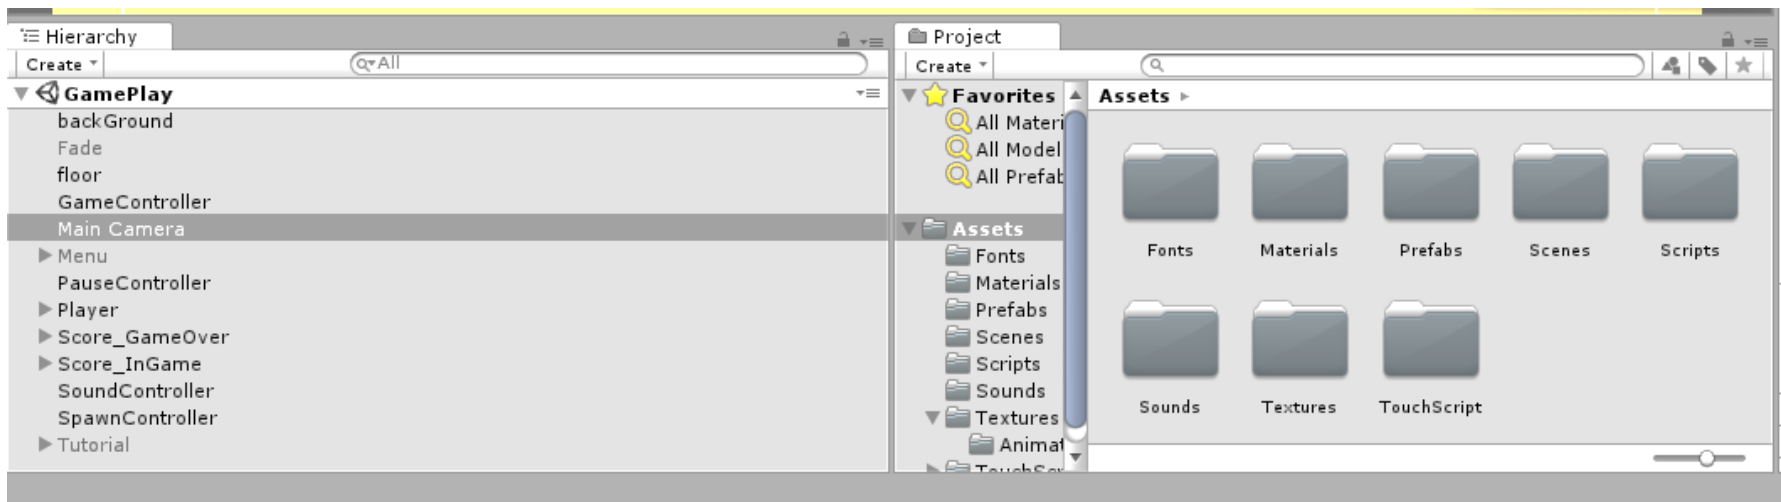 Hierarchy
Create
All
GamePlay
backGround
Fade
floor
GameController
Main Camera
Menu
PauseController
Player
Score_GameOver
Score_InGame
SoundController
SpawnController
Tutorial
Project
Create
Favorites
All Materi
All Model
All Prefab
Assets
Fonts
Materials
Prefabs
Scenes
Scripts
Sounds
Textures
Animat
TouchScr
Assets
Fonts Materials Prefabs Scenes Scripts
Sounds Textures TouchScript